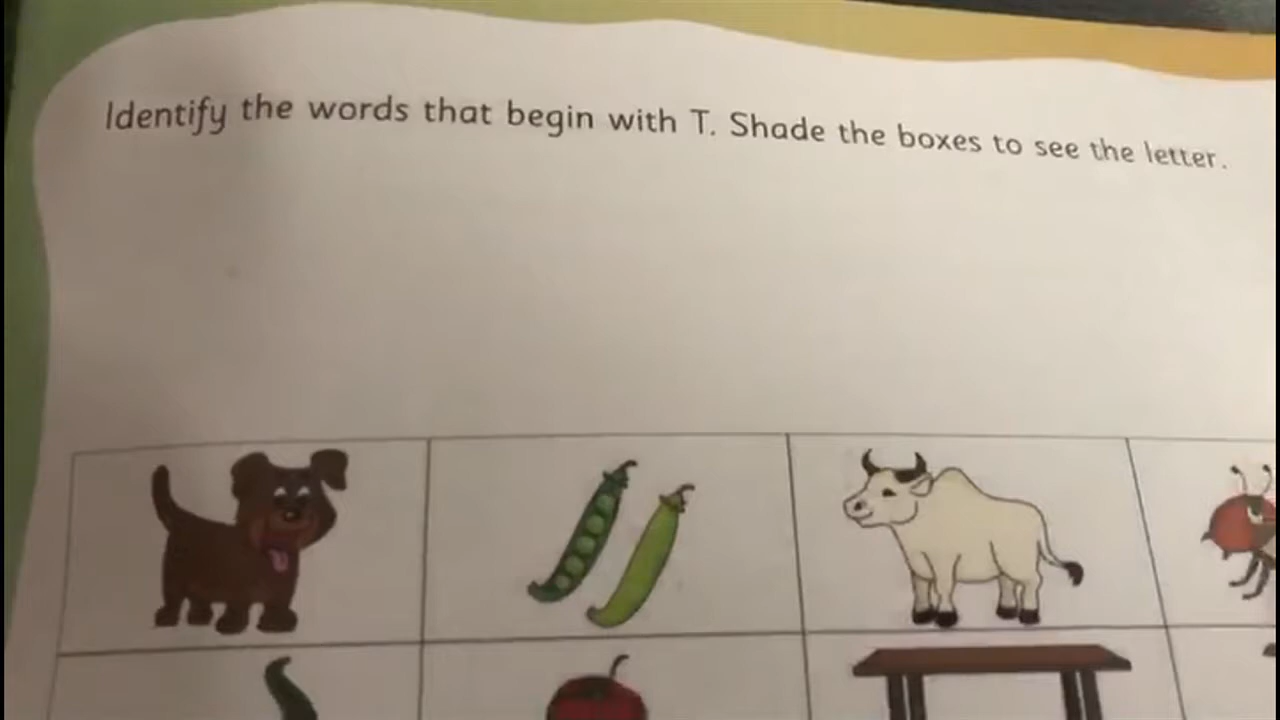 Identify the words that begin with T. Shade the boxes to see the letter.